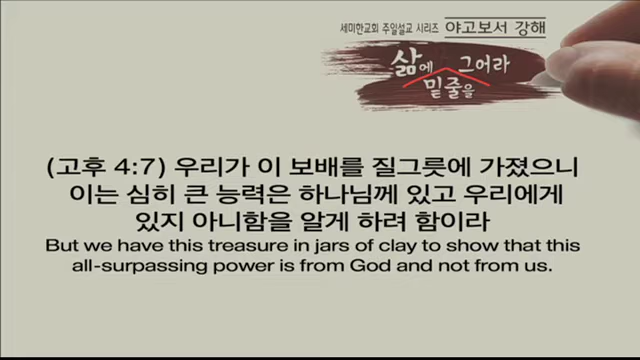 세미한교회 주일설교 시리즈 야고보서 강해
삶에 그어라
밑줄을
(고후 4:7) 우리가 이 보배를 질그릇에 가졌으니
이는 심히 큰 능력은 하나님께 있고 우리에게
있지 아니함을 알게 하려 함이라
But we have this treasure in jars of clay to show that this
all-surpassing power is from God and not from us.